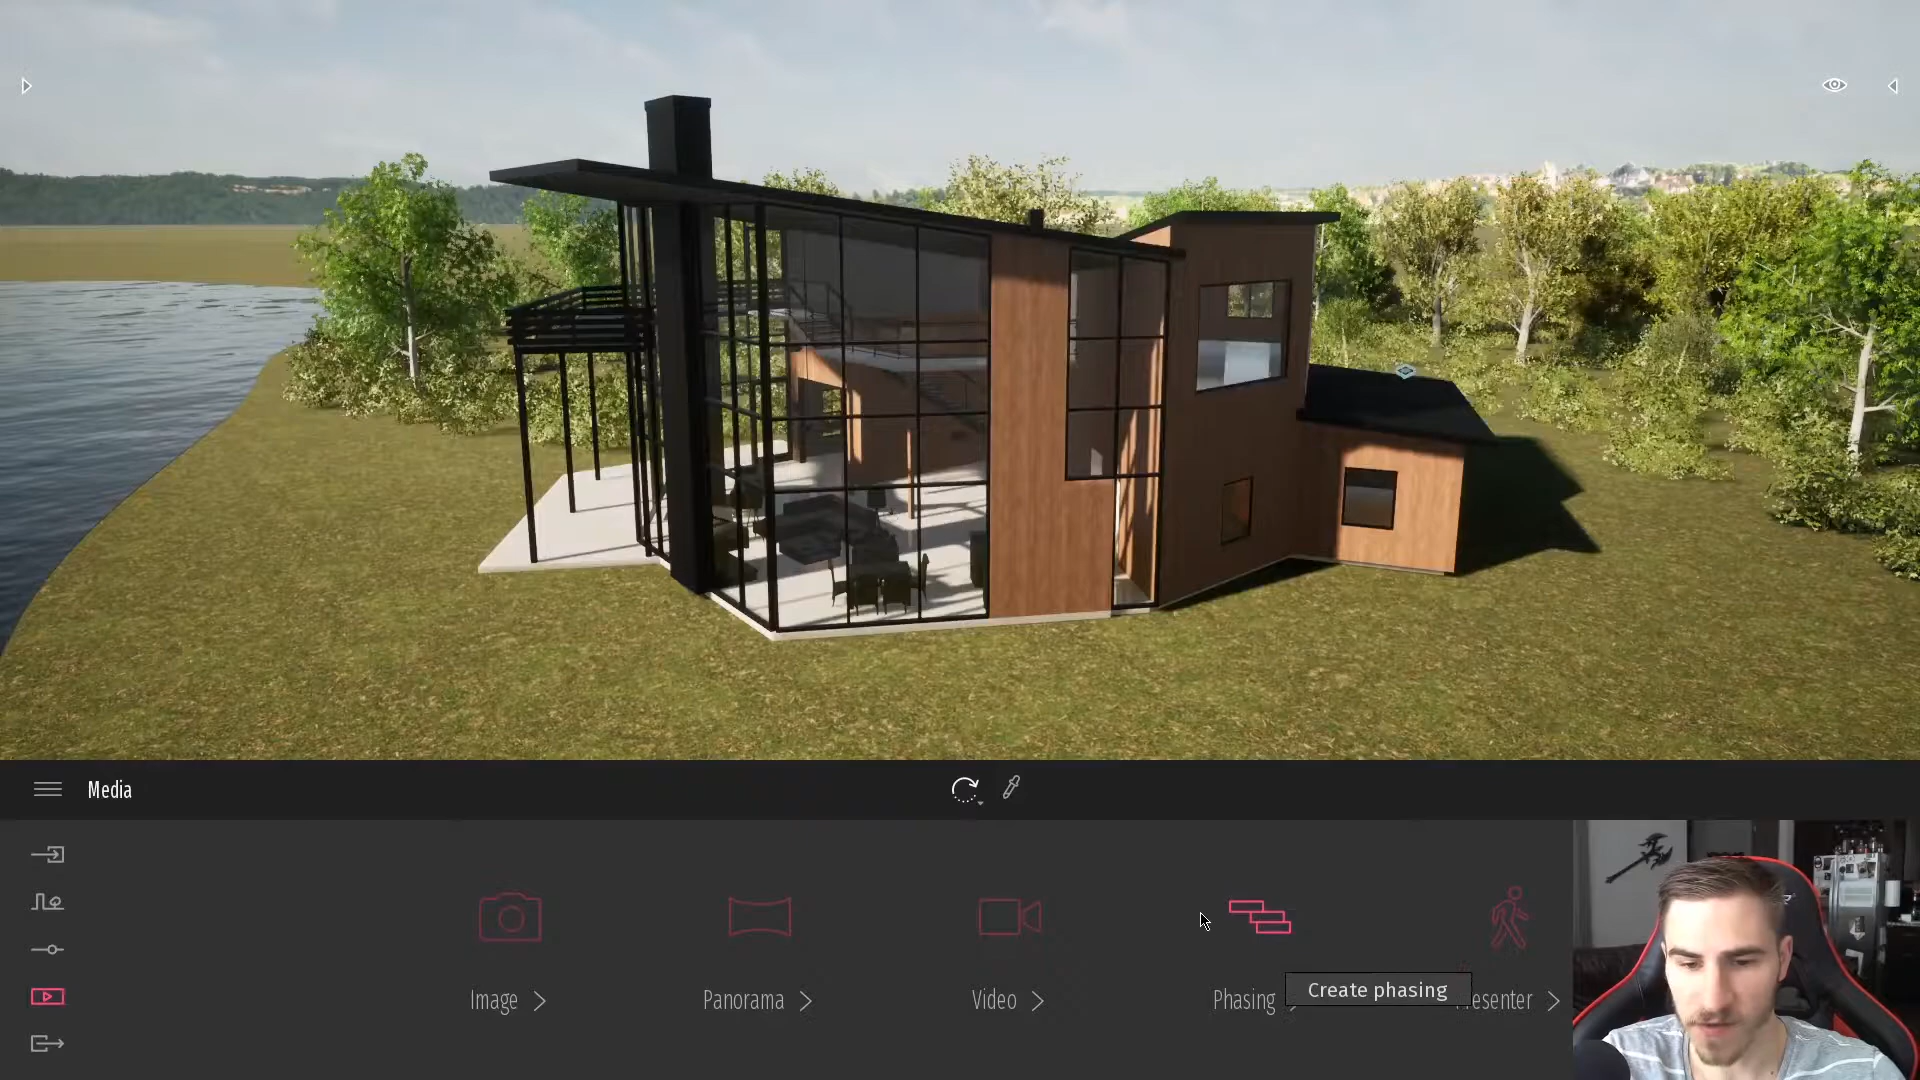 Media
Image
Panorama
Video
Phasing
Create phasing
esenter